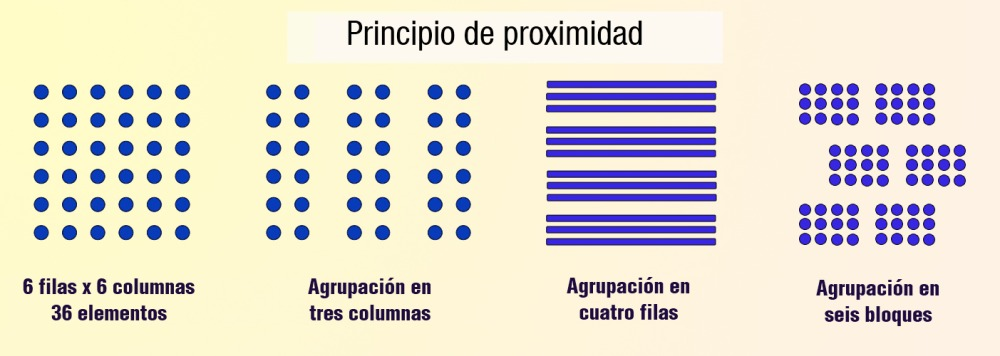 Principio de proximidad
6 filas x 6 columnas
36 elementos
Agrupación en
tres columnas
Agrupación en
cuatro filas
Agrupación en
seis bloques